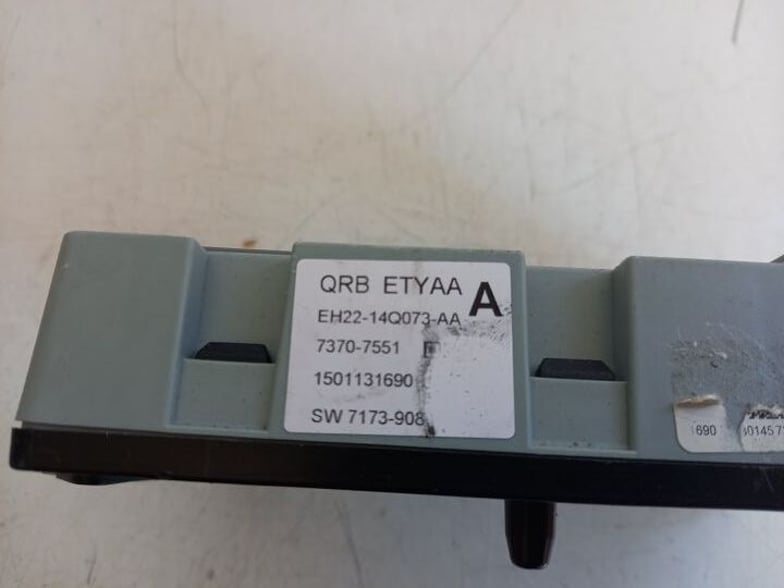 QRB ETYAA A
EH22-14Q073-AA
7370-7551
1501131690
SW 7173-908
690